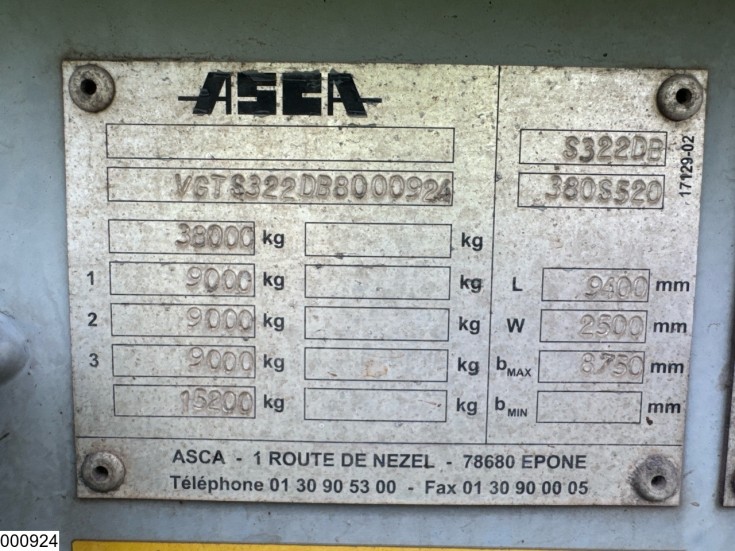 ASCA
S322DB
VGTS322DB8000924
380S520
17129-02
38000 kg kg
1 9000 kg kg L 9400 mm
2 9000 kg kg W 2500 mm
3 9000 kg kg bMAX 8750 mm
15200 kg kg bMIN mm
ASCA - 1 ROUTE DE NEZEL - 78680 EPONE
Téléphone 01 30 90 53 00 - Fax 01 30 90 00 05
000924